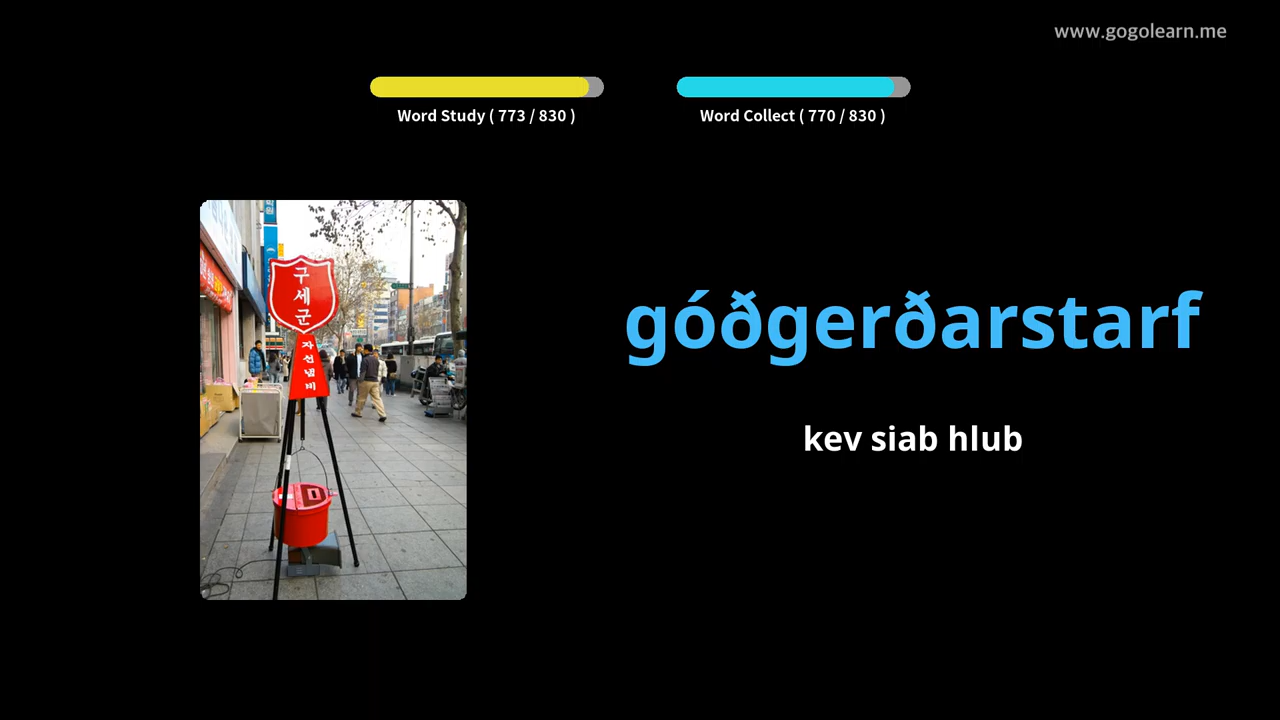 www.gogolearn.me
Word Study ( 773 / 830 )
Word Collect ( 770 / 830 )
구세군
자선냄비
góðgerðarstarf
kev siab hlub